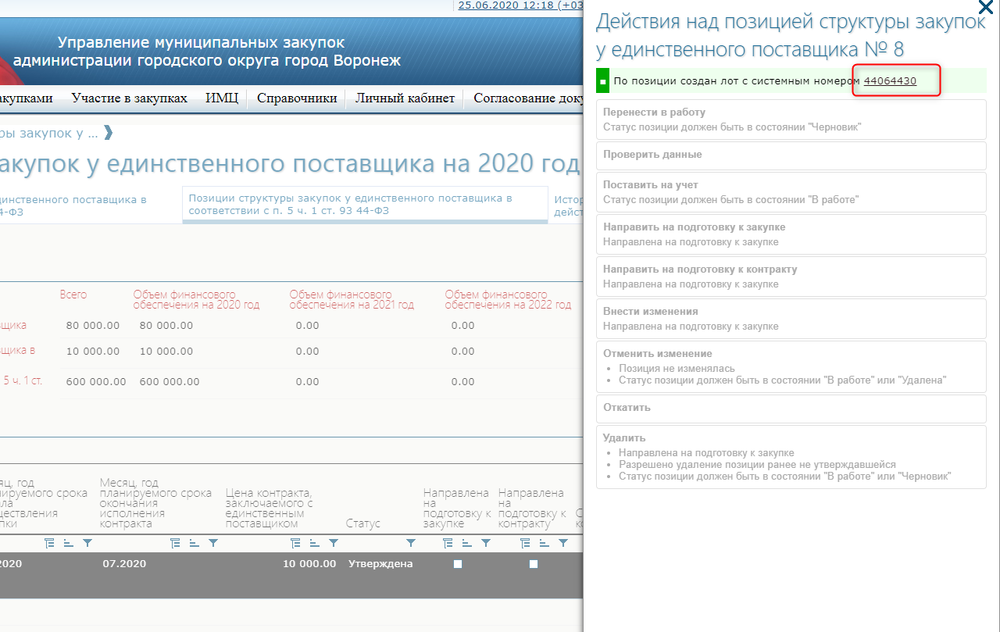 25.06.2020 12:18 (+03
Управление муниципальных закупок
администрации городского округа город Воронеж
акупками Участие в закупках ИМЦ Справочники Личный кабинет Согласование доку
ры закупок у ...
акупок у единственного поставщика на 2020 год
динственного поставщика в
4-ФЗ
Позиции структуры закупок у единственного поставщика в
соответствии с п. 5 ч. 1 ст. 93 44-ФЗ
Истор
дейст
Всего
Объем финансового
обеспечения на 2020 год
Объем финансового
обеспечения на 2021 год
Объем финансового
обеспечения на 2022 год
вщика 80 000.00 80 000.00 0.00 0.00
вщика в 10 000.00 10 000.00 0.00 0.00
5 ч. 1 ст. 600 000.00 600 000.00 0.00 0.00
яц, год
нируемого срока
ла
ществления
пки
Месяц, год
планируемого срока
окончания
исполнения
контракта
Цена контракта,
заключаемого с
единственным
поставщиком
Статус
Направлена
на
подготовку к
закупке
Направлена
на
подготовку к
контракту
2020 07.2020 10 000.00 Утверждена
Действия над позицией структуры закупок
у единственного поставщика № 8
По позиции создан лот с системным номером 44064430
Перенести в работу
Статус позиции должен быть в состоянии "Черновик"
Проверить данные
Поставить на учет
Статус позиции должен быть в состоянии "В работе"
Направить на подготовку к закупке
Направлена на подготовку к закупке
Направить на подготовку к контракту
Направлена на подготовку к закупке
Внести изменения
Направлена на подготовку к закупке
Отменить изменение
• Позиция не изменялась
• Статус позиции должен быть в состоянии "В работе" или "Удалена"
Откатить
Удалить
• Направлена на подготовку к закупке
• Разрешено удаление позиции ранее не утверждавшейся
• Статус позиции должен быть в состоянии "В работе" или "Черновик"